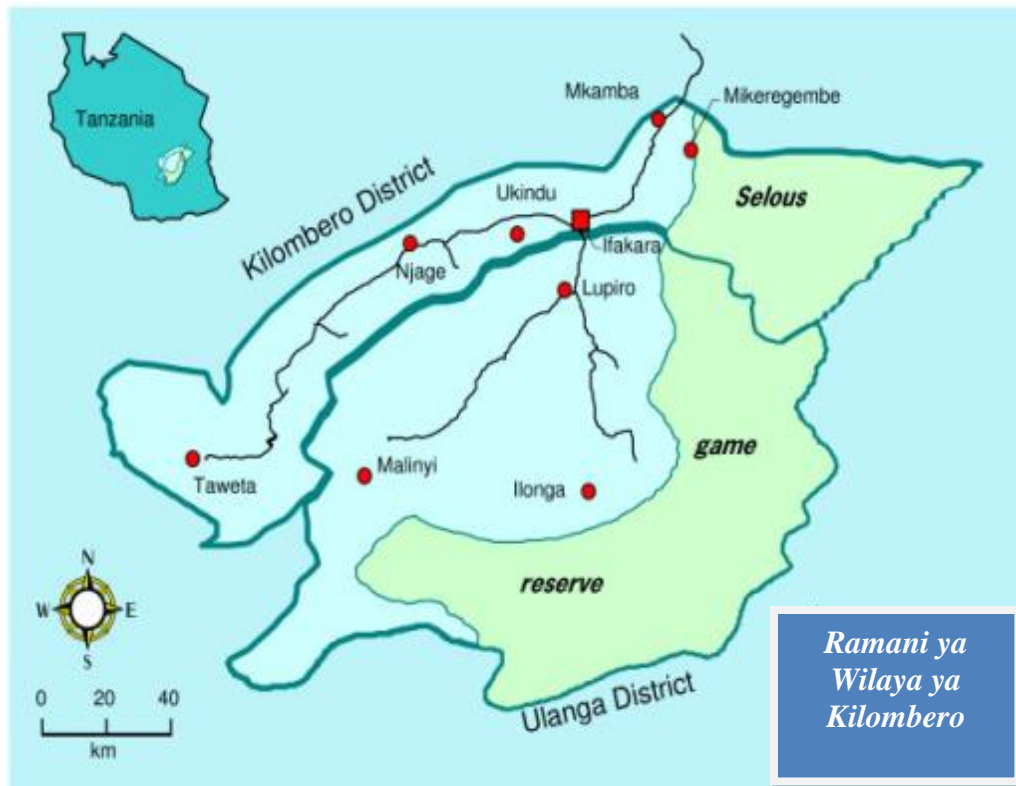 Tanzania
Mkamba
Mikeregembe
Kilombero District
Ukindu
Selous
Ifakara
Njage
Lupiro
game
Malinyi
Taweta
Ilonga
reserve
N
W
E
S
0 20 40
km
Ulanga District
Ramani ya
Wilaya ya
Kilombero